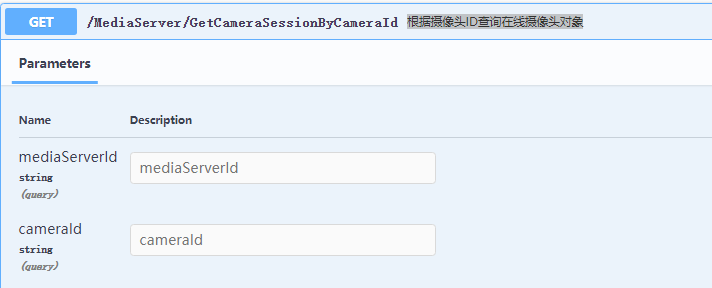 GET /MediaServer/GetCameraSessionByCameraId 根据摄像头ID查询在线摄像头对象
Parameters
Name Description
mediaServerId mediaServerId
string
(query)
cameraId cameraId
string
(query)